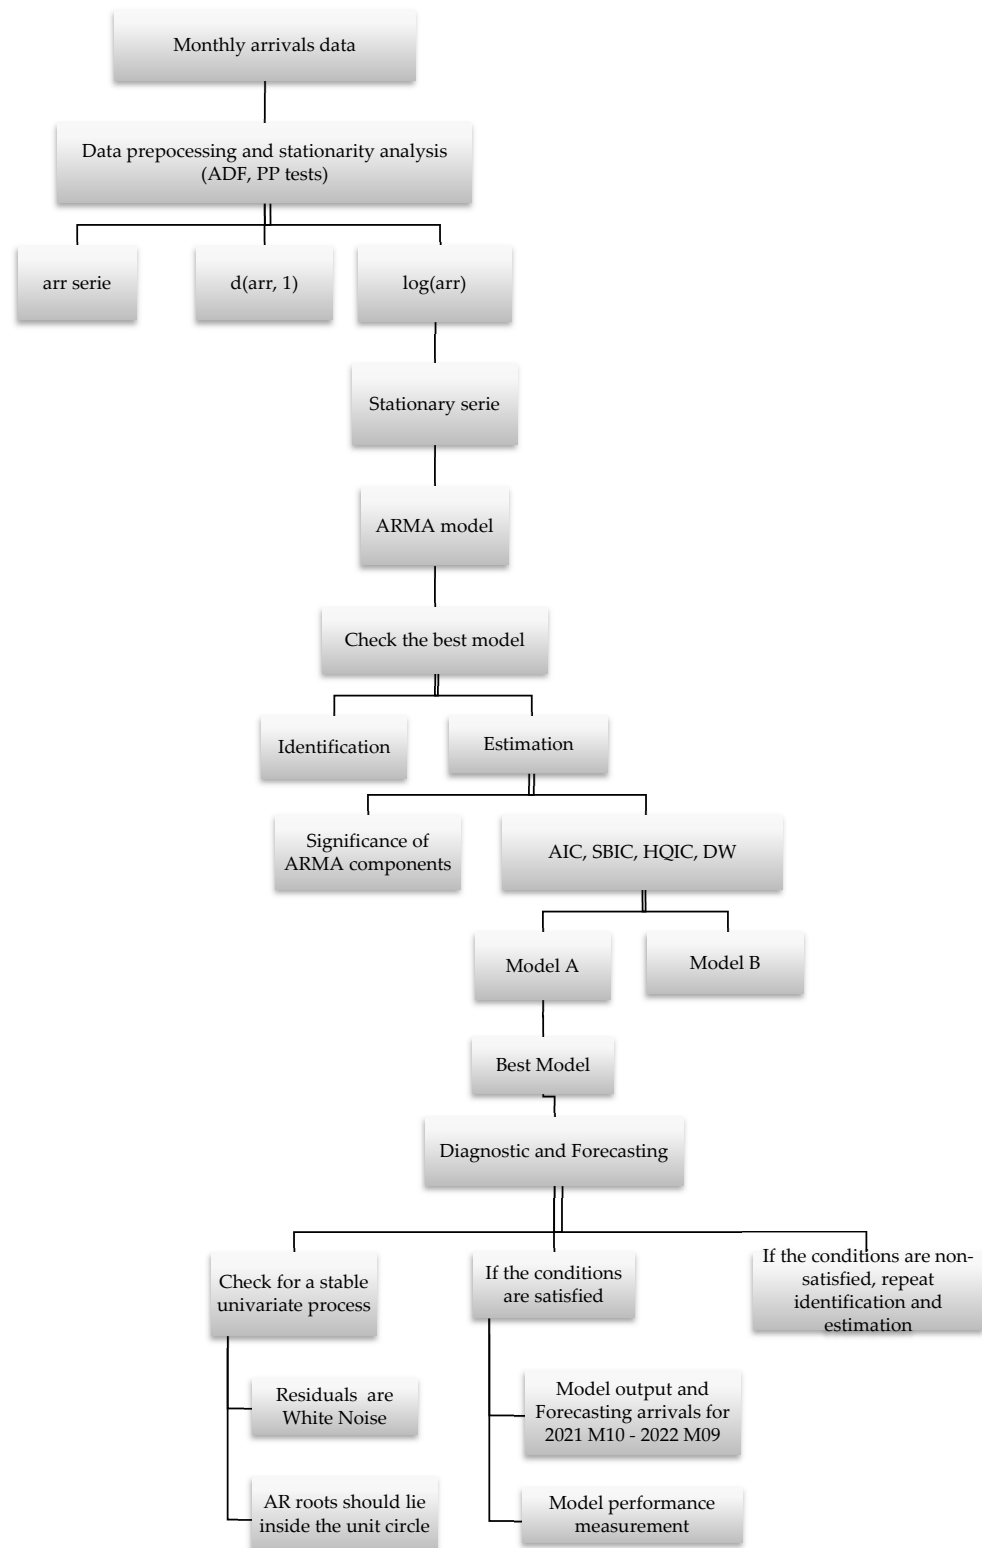 Monthly arrivals data
Data prepocessing and stationarity analysis
(ADF, PP tests)
arr serie
d(arr, 1)
log(arr)
Stationary serie
ARMA model
Check the best model
Identification
Estimation
Significance of
ARMA components
AIC, SBIC, HQIC, DW
Model A
Model B
Best Model
Diagnostic and Forecasting
Check for a stable
univariate process
If the conditions
are satisfied
If the conditions are non-
satisfied, repeat
identification and
estimation
Residuals are
White Noise
Model output and
Forecasting arrivals for
2021 M10 - 2022 M09
AR roots should lie
inside the unit circle
Model performance
measurement